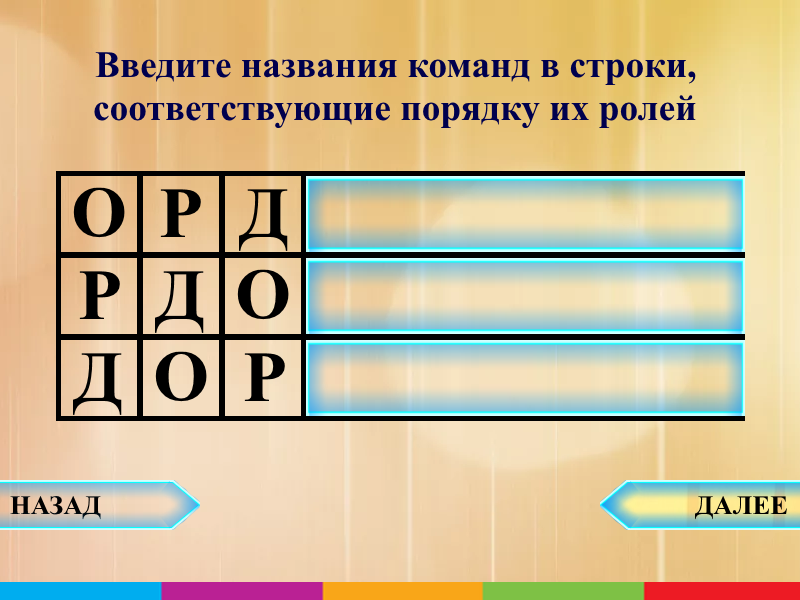 Введите названия команд в строки,
соответствующие порядку их ролей
О Р Д
Р Д О
Д О Р
НАЗАД
ДАЛЕЕ